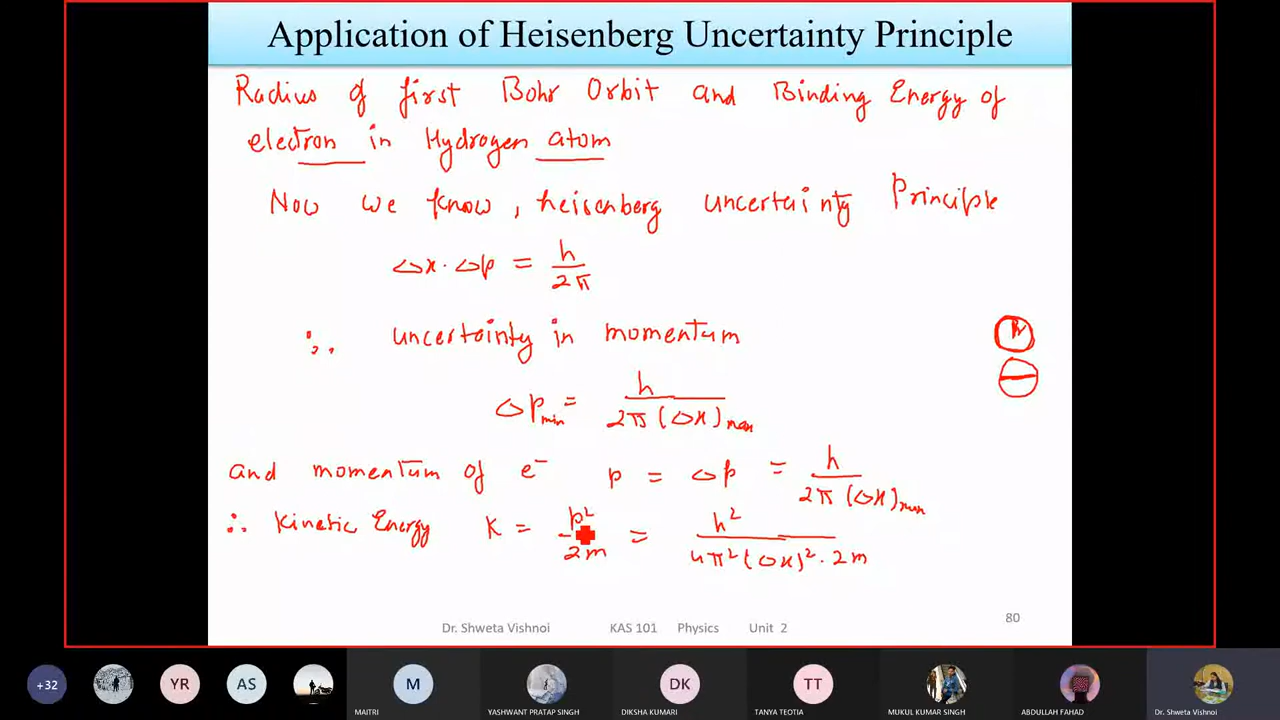 Application of Heisenberg Uncertainty Principle
Radius of first Bohr Orbit and Binding Energy of
electron in Hydrogen atom
Now we know, heisenberg uncertainty Principle
Δx · Δp = h / 2π
∴ uncertainty in momentum
Δp min = h / 2π (Δx) max
and momentum of e⁻ p = Δp = h / 2π (Δx) max
∴ Kinetic Energy K = p² / 2m = h² / 4π² (Δx)² · 2m
Dr. Shweta Vishnoi KAS 101 Physics Unit 2 80
+32 YR AS M DK TT
MAITRI YASHWANT PRATAP SINGH DIKSHA KUMARI TANYA TEOTIA MUKUL KUMAR SINGH ABDULLAH FAHAD Dr. Shweta Vishnoi